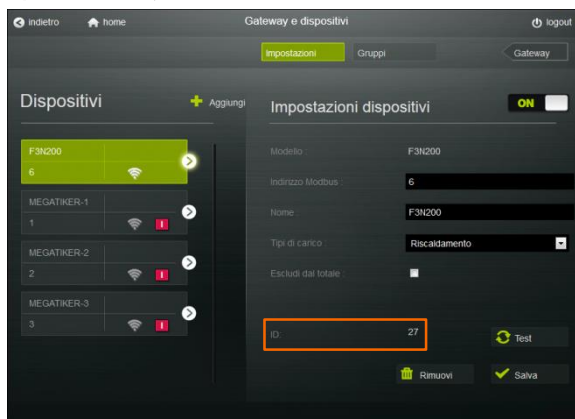 indietro home Gateway e dispositivi logout
Impostazioni Gruppi Gateway
Dispositivi Aggiungi
Impostazioni dispositivi ON
F3N200
6
MEGATIKER-1
1 I
MEGATIKER-2
2 I
MEGATIKER-3
3 I
Modello : F3N200
Indirizzo Modbus : 6
Nome : F3N200
Tipi di carico : Riscaldamento
Escludi dal totale :
ID: 27
Test
Rimuovi Salva